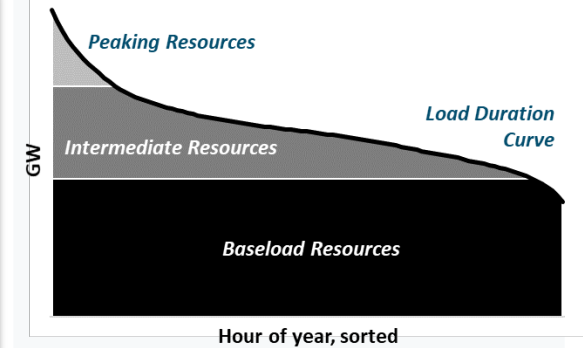 Peaking Resources
Load Duration
Curve
Intermediate Resources
GW
Baseload Resources
Hour of year, sorted